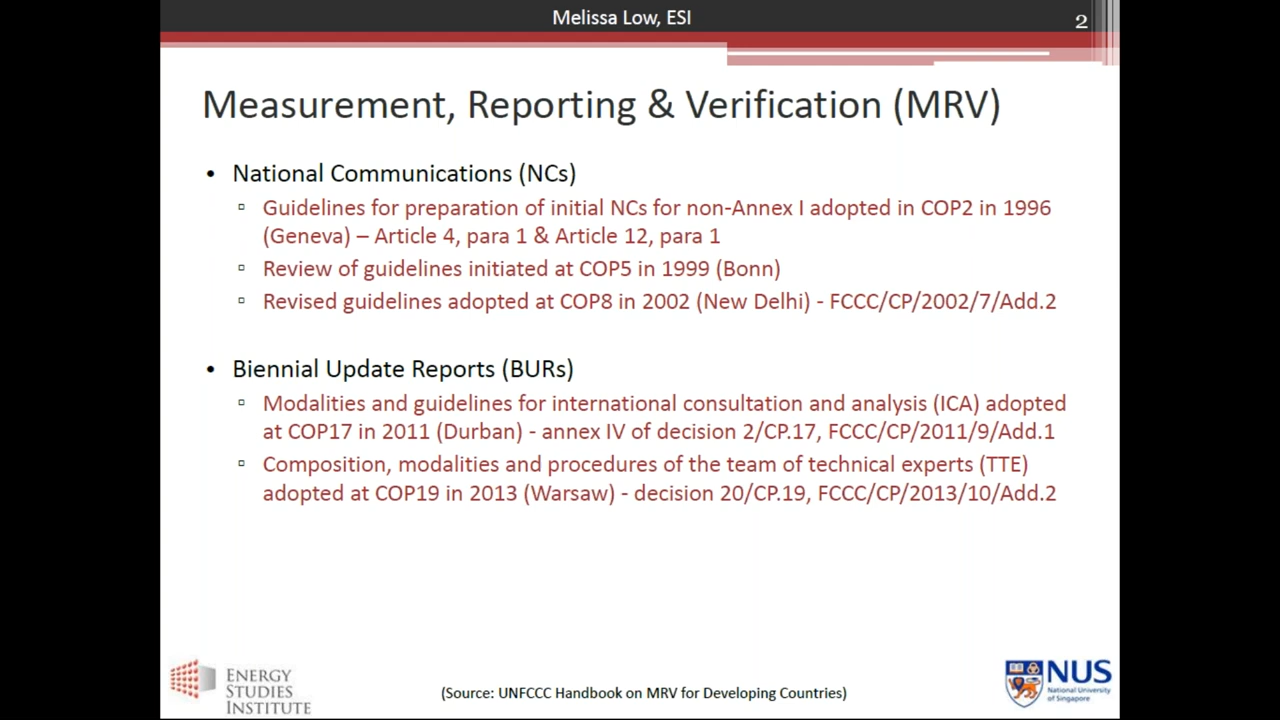 Melissa Low, ESI
2
Measurement, Reporting & Verification (MRV)
• National Communications (NCs)
▫ Guidelines for preparation of initial NCs for non-Annex I adopted in COP2 in 1996
(Geneva) – Article 4, para 1 & Article 12, para 1
▫ Review of guidelines initiated at COP5 in 1999 (Bonn)
▫ Revised guidelines adopted at COP8 in 2002 (New Delhi) - FCCC/CP/2002/7/Add.2
• Biennial Update Reports (BURs)
▫ Modalities and guidelines for international consultation and analysis (ICA) adopted
at COP17 in 2011 (Durban) - annex IV of decision 2/CP.17, FCCC/CP/2011/9/Add.1
▫ Composition, modalities and procedures of the team of technical experts (TTE)
adopted at COP19 in 2013 (Warsaw) - decision 20/CP.19, FCCC/CP/2013/10/Add.2
ENERGY
STUDIES
INSTITUTE
(Source: UNFCCC Handbook on MRV for Developing Countries)
NUS
National University
of Singapore